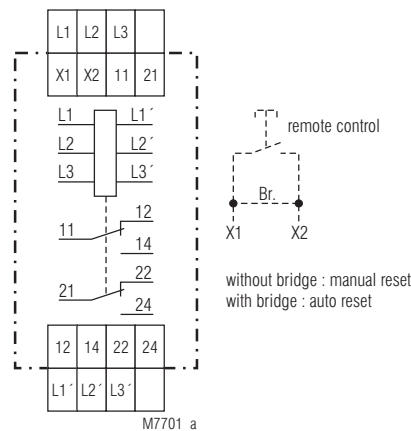 L1 L2 L3
X1 X2 11 21
L1 L1´
L2 L2´
L3 L3´
remote control
Br.
X1 X2
11 12
14
21 22
24
without bridge : manual reset
with bridge : auto reset
12 14 22 24
L1´ L2´ L3´
M7701_a